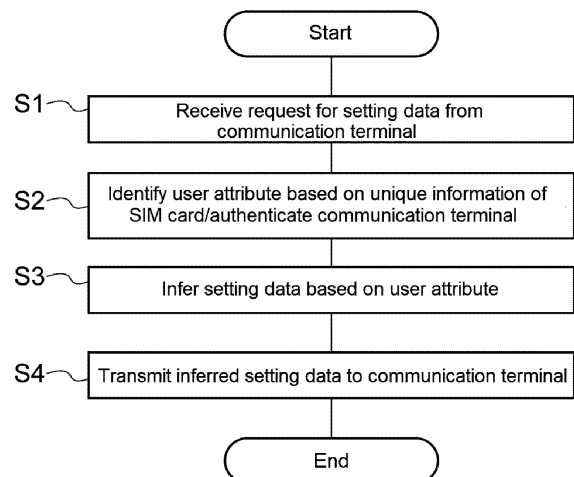 Start
S1
Receive request for setting data from
communication terminal
S2
Identify user attribute based on unique information of
SIM card/authenticate communication terminal
S3
Infer setting data based on user attribute
S4
Transmit inferred setting data to communication terminal
End